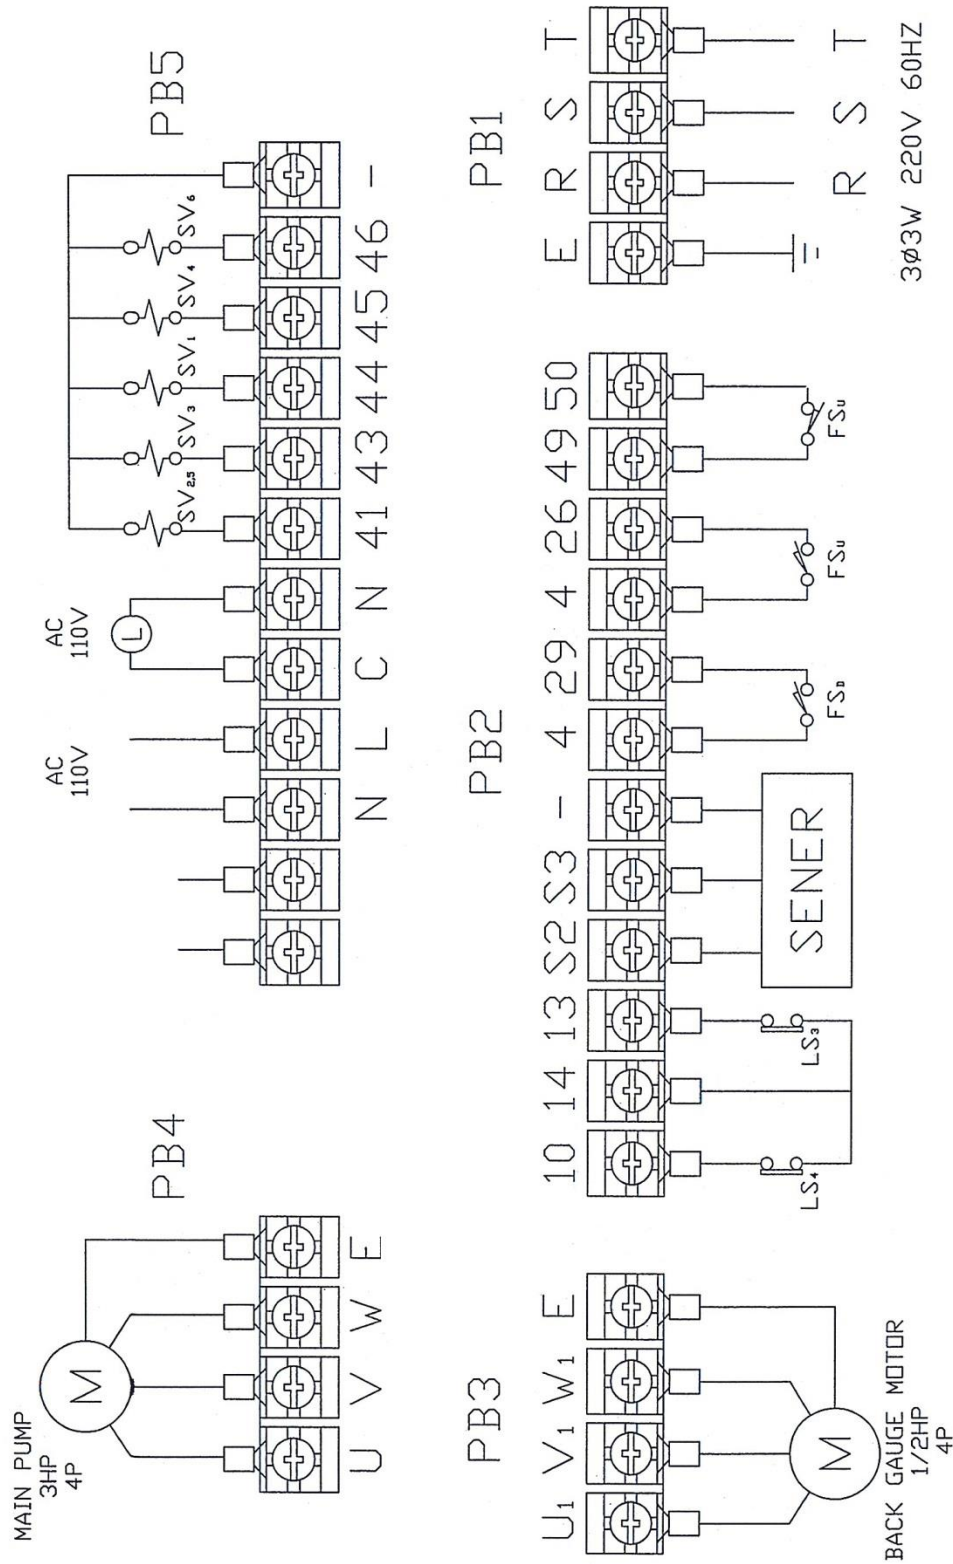 MAIN PUMP
3HP
4P
AC
110V
AC
110V
L
M
SV2,5 SV3 SV1 SV4 SV6
PB4
PB5
U V W E
N L C N 41 43 44 45 46 -
PB3
PB2
PB1
U1 V1 W1 E
10 14 13 S2 S3 - 4 29 4 26 49 50
E R S T
LS4
LS3
SENER
FSD
FSU
FSU
R S T
3Ø3W 220V 60HZ
M
BACK GAUGE MOTOR
1/2HP
4P